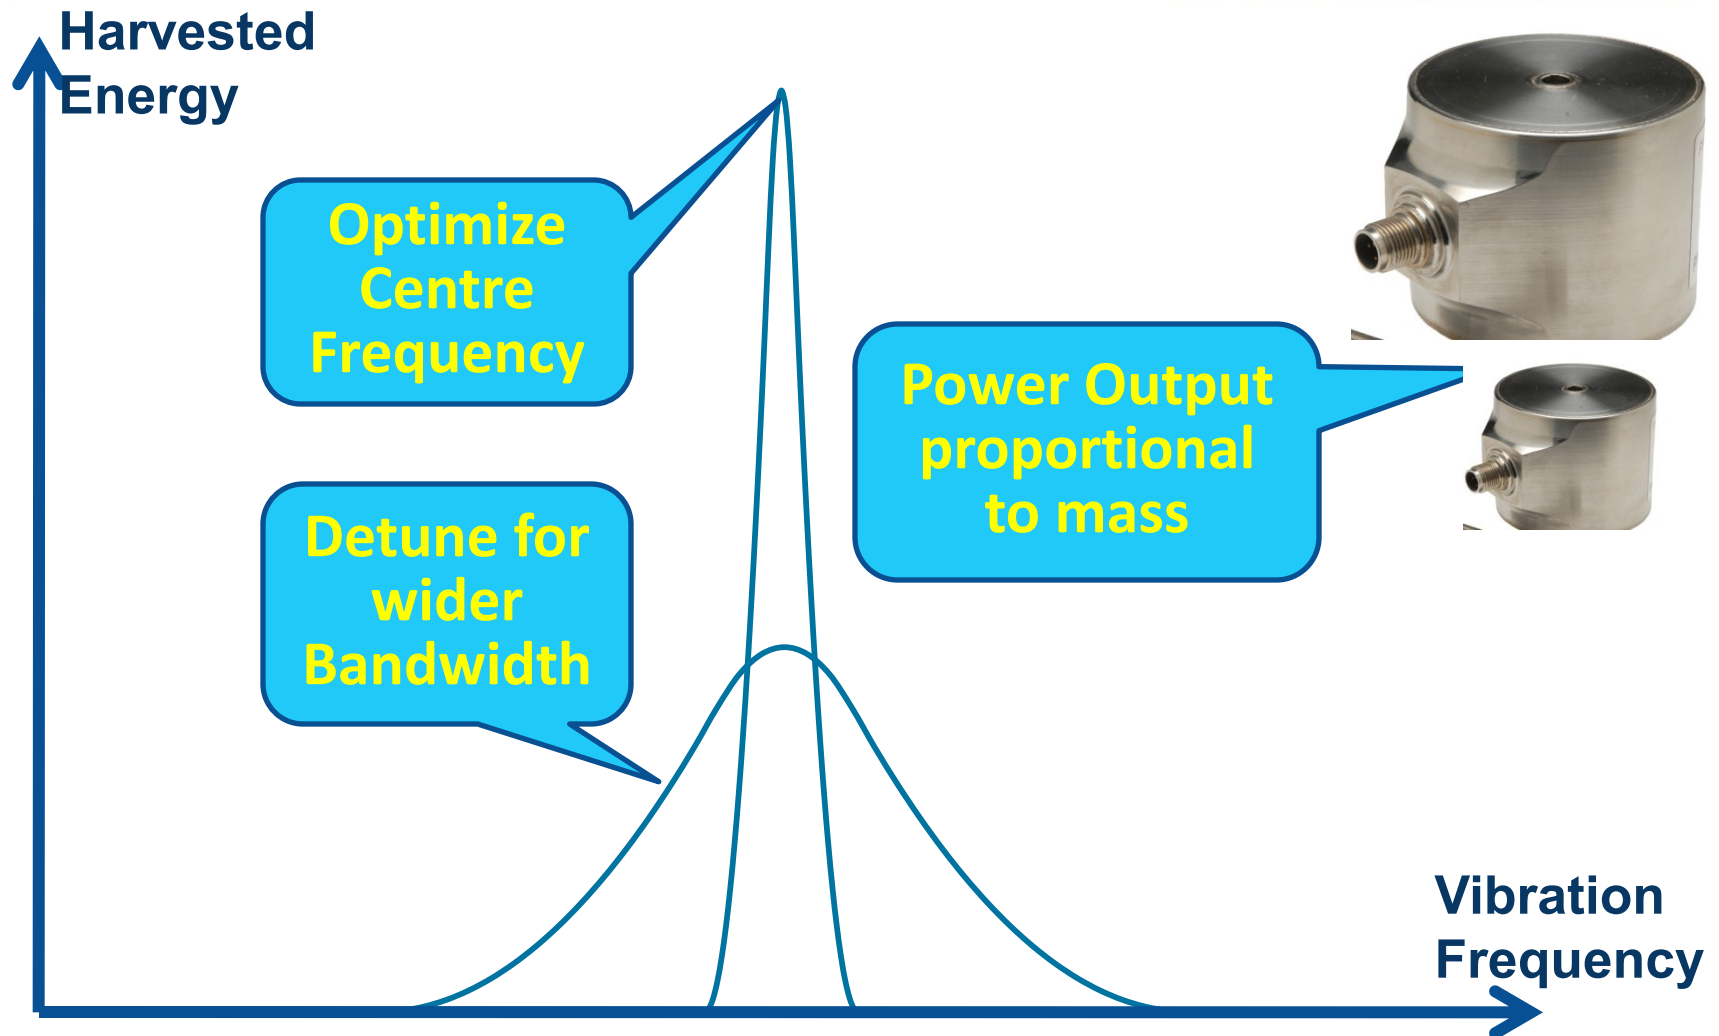 Harvested
Energy
Optimize
Centre
Frequency
Power Output
proportional
to mass
Detune for
wider
Bandwidth
Vibration
Frequency